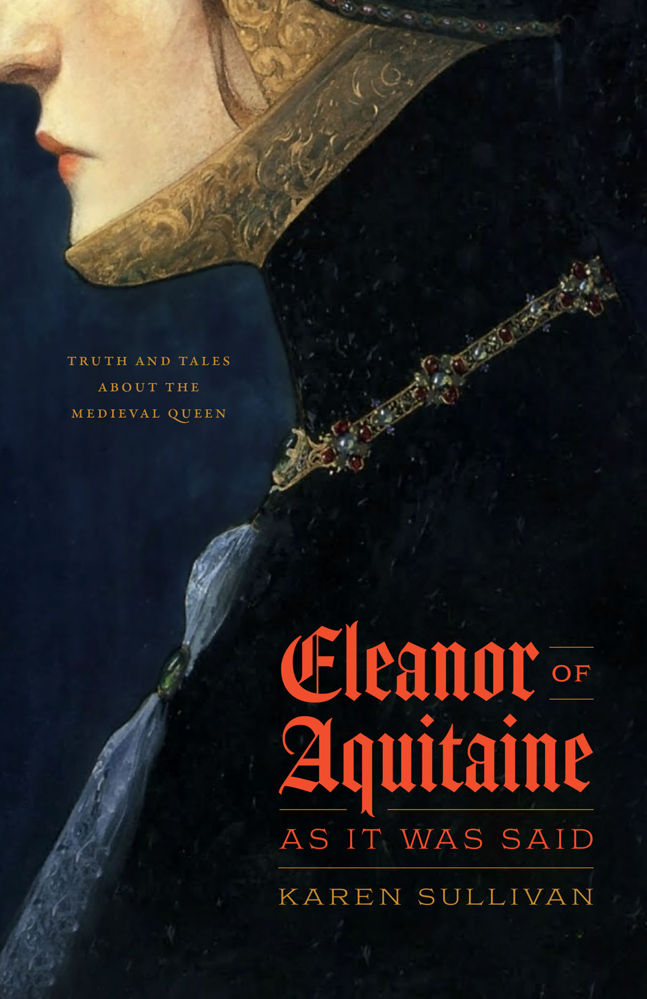 TRUTH AND TALES
ABOUT THE
MEDIEVAL QUEEN
Eleanor OF
Aquitaine
AS IT WAS SAID
KAREN SULLIVAN